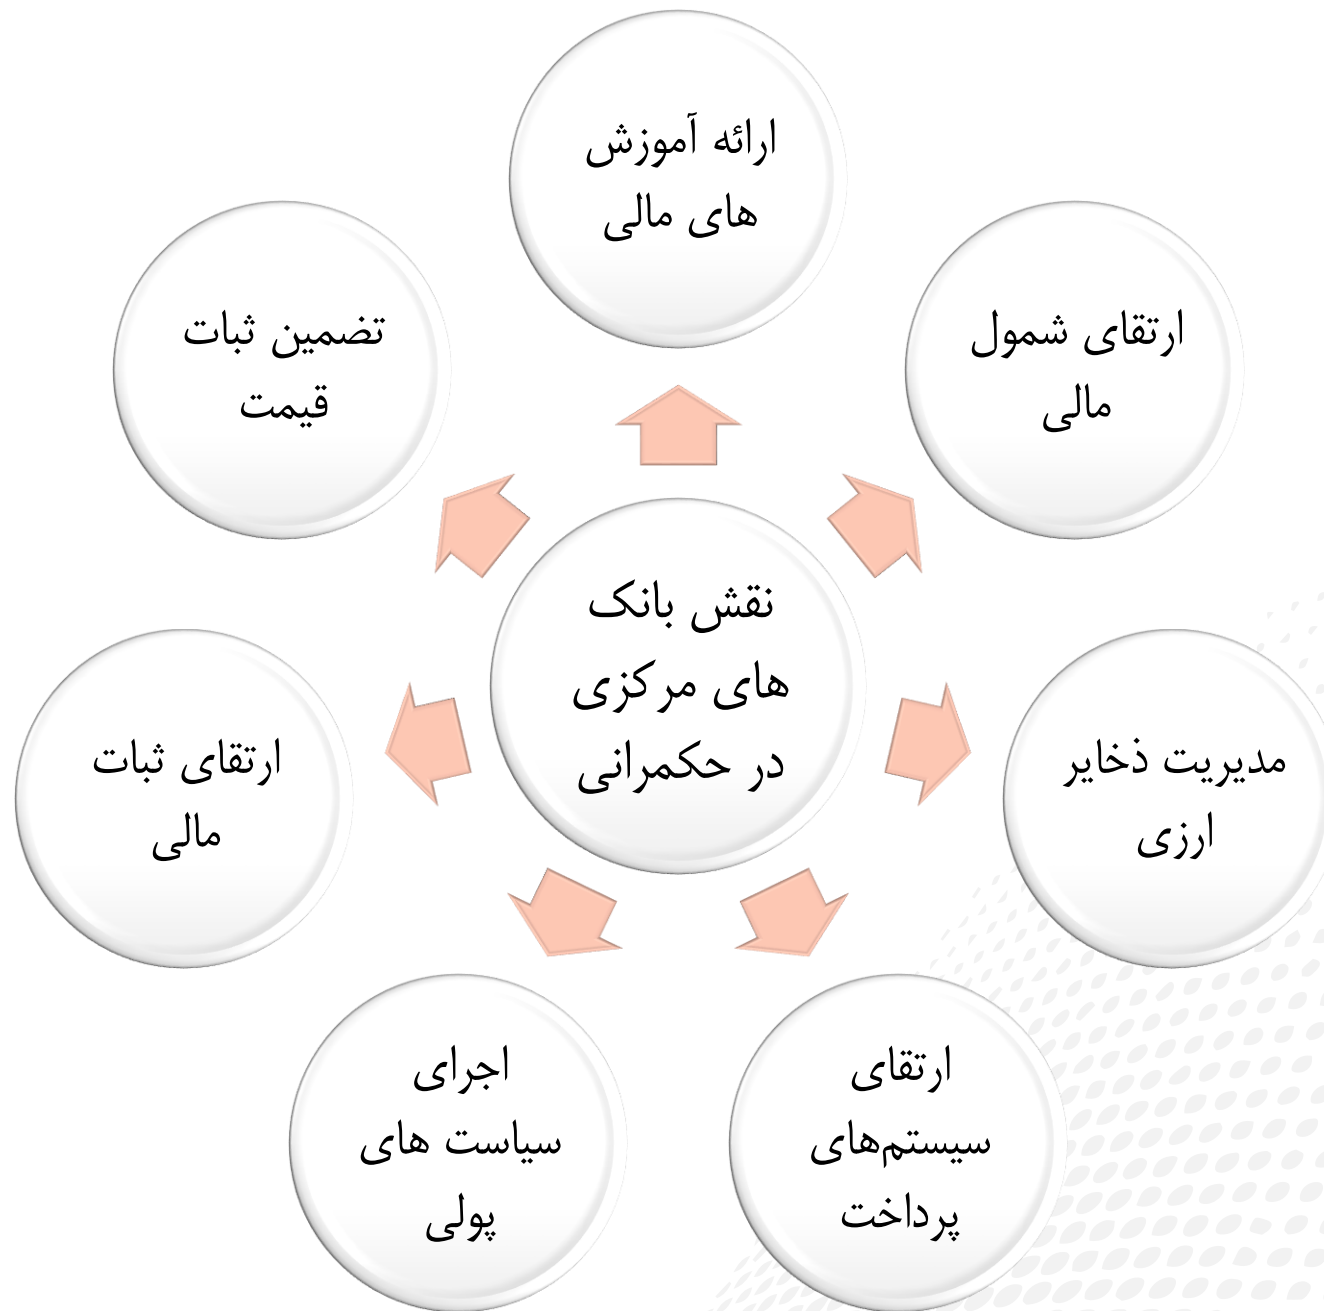 ارائه آموزش
های مالی
ارتقای شمول
مالی
مدیریت ذخایر
ارزی
ارتقای
سیستم‌های
پرداخت
اجرای
سیاست های
پولی
ارتقای ثبات
مالی
تضمین ثبات
قیمت
نقش بانک
های مرکزی
در حکمرانی